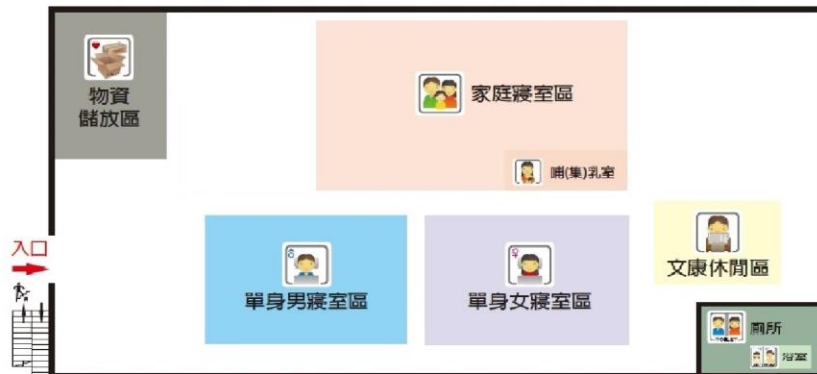 物資
儲放區
家庭寢室區
哺(集)乳室
入口
單身男寢室區
單身女寢室區
文康休閒區
廁所
TOILET
浴室